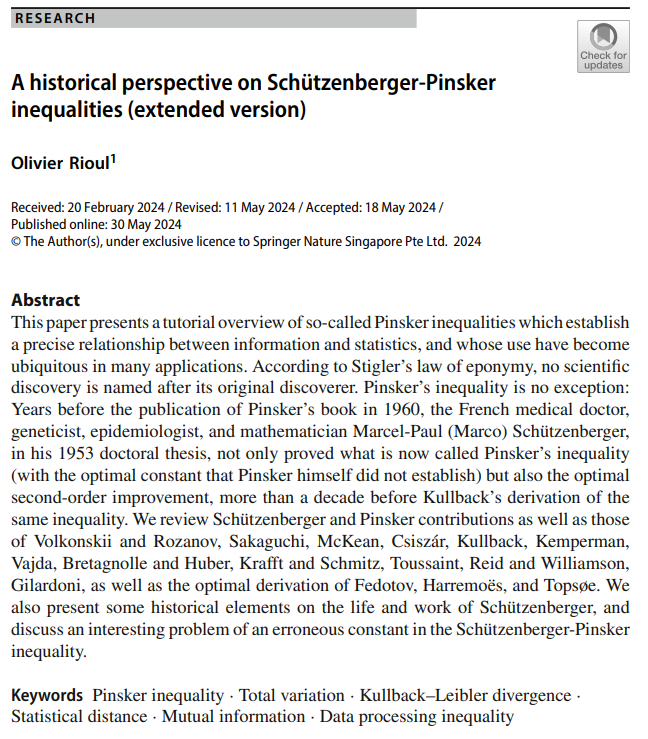 RESEARCH
Check for
updates
A historical perspective on Schützenberger-Pinsker
inequalities (extended version)
Olivier Rioul1
Received: 20 February 2024 / Revised: 11 May 2024 / Accepted: 18 May 2024 /
Published online: 30 May 2024
© The Author(s), under exclusive licence to Springer Nature Singapore Pte Ltd. 2024
Abstract
This paper presents a tutorial overview of so-called Pinsker inequalities which establish
a precise relationship between information and statistics, and whose use have become
ubiquitous in many applications. According to Stigler's law of eponymy, no scientific
discovery is named after its original discoverer. Pinsker's inequality is no exception:
Years before the publication of Pinsker's book in 1960, the French medical doctor,
geneticist, epidemiologist, and mathematician Marcel-Paul (Marco) Schützenberger,
in his 1953 doctoral thesis, not only proved what is now called Pinsker's inequality
(with the optimal constant that Pinsker himself did not establish) but also the optimal
second-order improvement, more than a decade before Kullback's derivation of the
same inequality. We review Schützenberger and Pinsker contributions as well as those
of Volkonskii and Rozanov, Sakaguchi, McKean, Csiszár, Kullback, Kemperman,
Vajda, Bretagnolle and Huber, Krafft and Schmitz, Toussaint, Reid and Williamson,
Gilardoni, as well as the optimal derivation of Fedotov, Harremoës, and Topsøe. We
also present some historical elements on the life and work of Schützenberger, and
discuss an interesting problem of an erroneous constant in the Schützenberger-Pinsker
inequality.
Keywords Pinsker inequality · Total variation · Kullback–Leibler divergence ·
Statistical distance · Mutual information · Data processing inequality